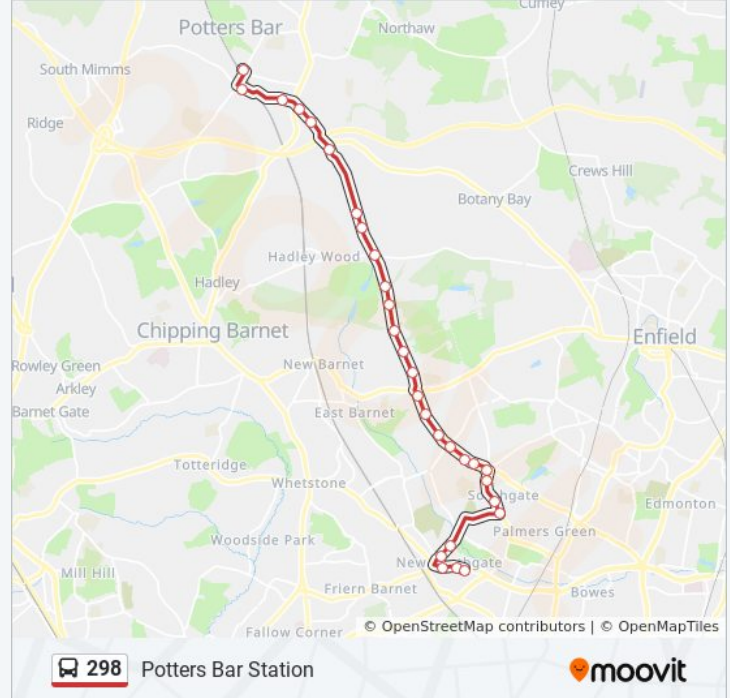 Cuffley
Potters Bar
Northaw
South Mimms
Ridge
Crews Hill
Botany Bay
Hadley Wood
Hadley
Chipping Barnet
Enfield
Rowley Green
New Barnet
Arkley
Barnet Gate
East Barnet
Totteridge
Whetstone
Southgate
Edmonton
Woodside Park
Palmers Green
Mill Hill
New Southgate
Friern Barnet
Bowes
Fallow Corner
© OpenStreetMap contributors | © OpenMapTiles
298 Potters Bar Station
moovit